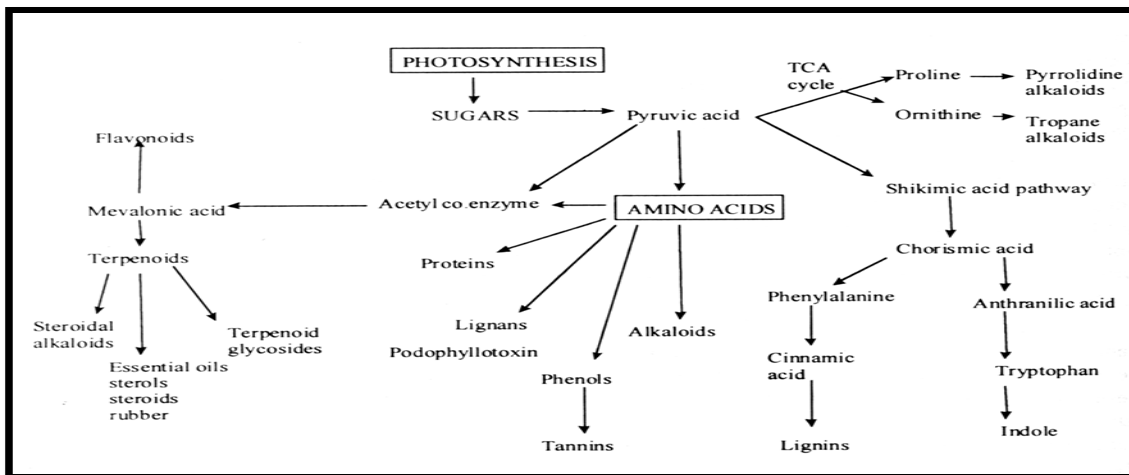 PHOTOSYNTHESIS
TCA
cycle
Proline
Pyrrolidine
alkaloids
SUGARS
Pyruvic acid
Ornithine
Tropane
alkaloids
Flavonoids
Shikimic acid pathway
Mevalonic acid
Acetyl co.enzyme
AMINO ACIDS
Terpenoids
Proteins
Chorismic acid
Phenylalanine
Anthranilic acid
Steroidal
alkaloids
Terpenoid
glycosides
Lignans
Podophyllotoxin
Alkaloids
Essential oils
sterols
steroids
rubber
Phenols
Cinnamic
acid
Tryptophan
Tannins
Lignins
Indole